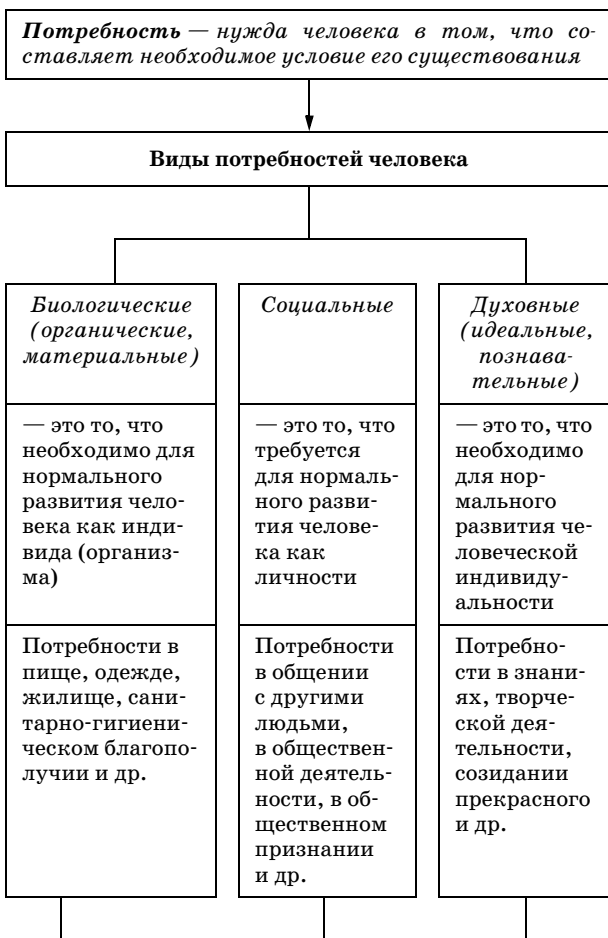 Потребность — нужда человека в том, что со-
ставляет необходимое условие его существования
Виды потребностей человека
Биологические
(органические,
материальные)
— это то, что
необходимо для
нормального
развития чело-
века как инди-
вида (организ-
ма)
Потребности в
пище, одежде,
жилище, сани-
тарно-гигиени-
ческом благопо-
лучии и др.
Социальные
— это то, что
требуется
для нормаль-
ного разви-
тия челове-
ка как
личности
Потребности
в общении
с другими
людьми,
в обществен-
ной деятель-
ности, в об-
щественном
признании
и др.
Духовные
(идеальные,
познава-
тельные)
— это то, что
необходимо
для нор-
мального
развития че-
ловеческой
индивиду-
альности
Потребно-
сти в знани-
ях, творче-
ской дея-
тельности,
созидании
прекрасного
и др.